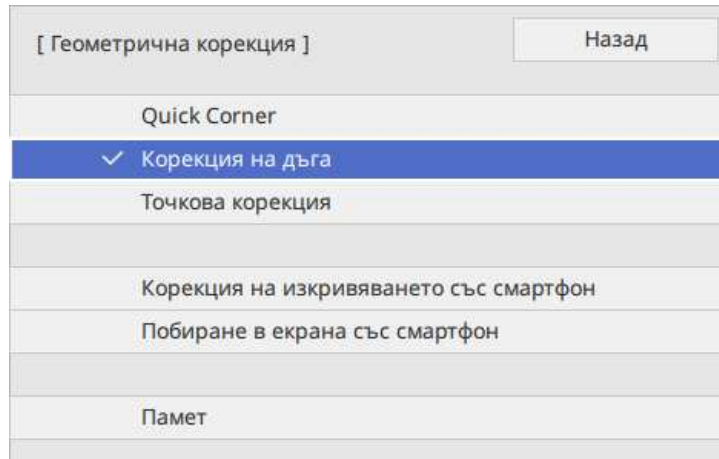 [ Геометрична корекция ]
Назад
Quick Corner
Корекция на дъга
Точкова корекция
Корекция на изкривяването със смартфон
Побиране в екрана със смартфон
Памет